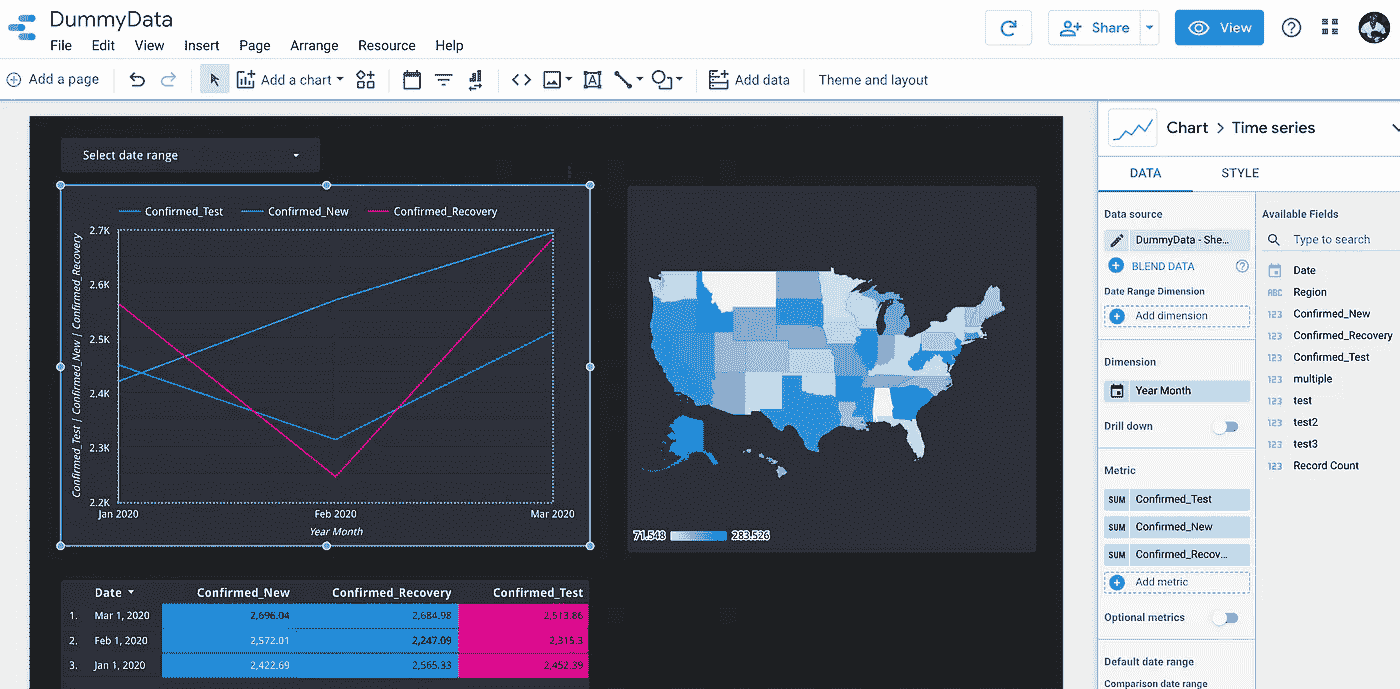 DummyData
File Edit View Insert Page Arrange Resource Help
Share
View
Add a page
Add a chart
Add data
Theme and layout
Select date range
Confirmed_Test Confirmed_New Confirmed_Recovery
Confirmed_Test | Confirmed_New | Confirmed_Recovery
2.7K
2.6K
2.5K
2.4K
2.3K
2.2K
Jan 2020 Feb 2020 Mar 2020
Year Month
71.548 283.526
Date Confirmed_New Confirmed_Recovery Confirmed_Test
1. Mar 1, 2020 2,696.04 2,684.98 2,513.86
2. Feb 1, 2020 2,572.01 2,247.09 2,315.3
3. Jan 1, 2020 2,422.69 2,565.33 2,452.39
Chart > Time series
DATA STYLE
Data source
DummyData - She...
BLEND DATA
Date Range Dimension
Add dimension
Dimension
Year Month
Drill down
Metric
SUM Confirmed_Test
SUM Confirmed_New
SUM Confirmed_Recov...
Add metric
Optional metrics
Default date range
Comparison date range
Available Fields
Type to search
Date
ABC Region
123 Confirmed_New
123 Confirmed_Recovery
123 Confirmed_Test
123 multiple
123 test
123 test2
123 test3
123 Record Count